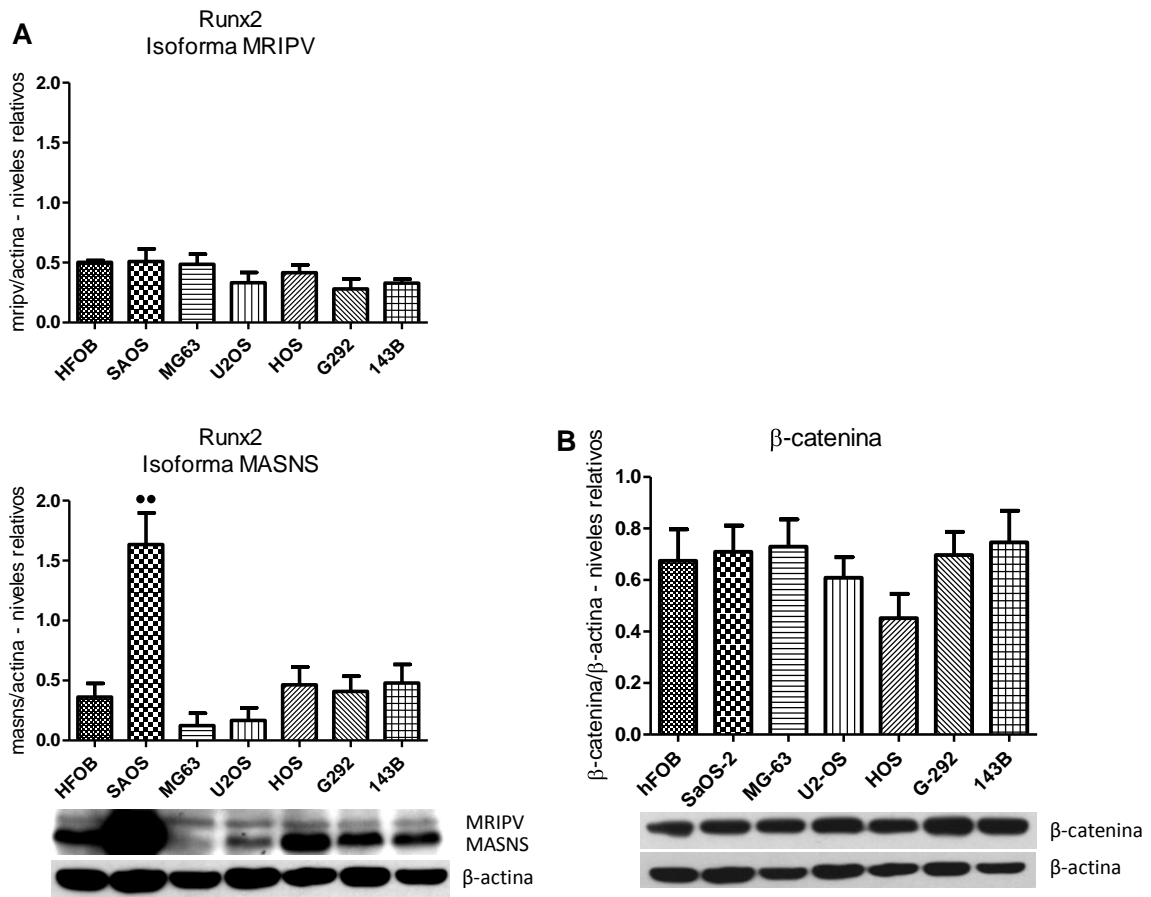 A
Runx2
Isoforma MRIPV
mripv/actina - niveles relativos
2.0
1.5
1.0
0.5
0.0
HFOB
SAOS
MG63
U2OS
HOS
G292
143B
Runx2
Isoforma MASNS
masns/actina - niveles relativos
2.0
1.5
1.0
0.5
0.0
••
HFOB
SAOS
MG63
U2OS
HOS
G292
143B
MRIPV
MASNS
β-actina
B
β-catenina
β-catenina/β-actina - niveles relativos
1.0
0.8
0.6
0.4
0.2
0.0
hFOB
SaOS-2
MG-63
U2-OS
HOS
G-292
143B
β-catenina
β-actina